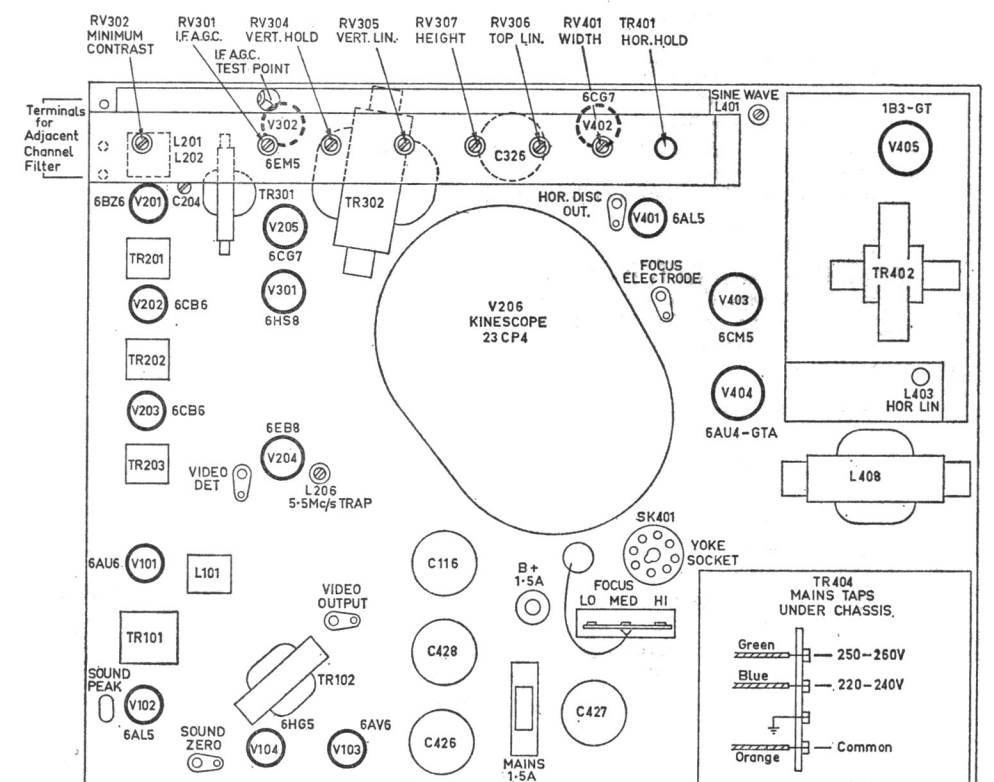 RV302
MINIMUM
CONTRAST
RV301
I.F.A.G.C.
RV304
VERT. HOLD
RV305
VERT. LIN.
RV307
HEIGHT
RV306
TOP LIN.
RV401
WIDTH
TR401
HOR. HOLD
I.F.A.G.C.
TEST POINT
SINE WAVE
L401
6CG7
1B3-GT
Terminals
for
Adjacent
Channel
Filter
L201
L202
V302
6EM5
C326
V402
V405
6BZ6
V201
C204
TR301
V205
6CG7
TR302
HOR. DISC
OUT.
V401
6AL5
TR201
V202
6CB6
V301
6HS8
V206
KINESCOPE
23CP4
FOCUS
ELECTRODE
V403
6CM5
TR402
TR202
V203
6CB6
V404
6AU4-GTA
L403
HOR LIN
6EB8
V204
TR203
VIDEO
DET
L206
5·5Mc/s TRAP
L408
SK401
YOKE
SOCKET
6AU6
V101
L101
C116
B+
1·5A
FOCUS
LO MED HI
TR404
MAINS TAPS
UNDER CHASSIS.
VIDEO
OUTPUT
TR101
C428
Green
250-260V
Blue
220-240V
Orange
Common
SOUND
PEAK
V102
6AL5
TR102
C427
SOUND
ZERO
6HG5
V104
6AV6
V103
C426
MAINS
1·5A